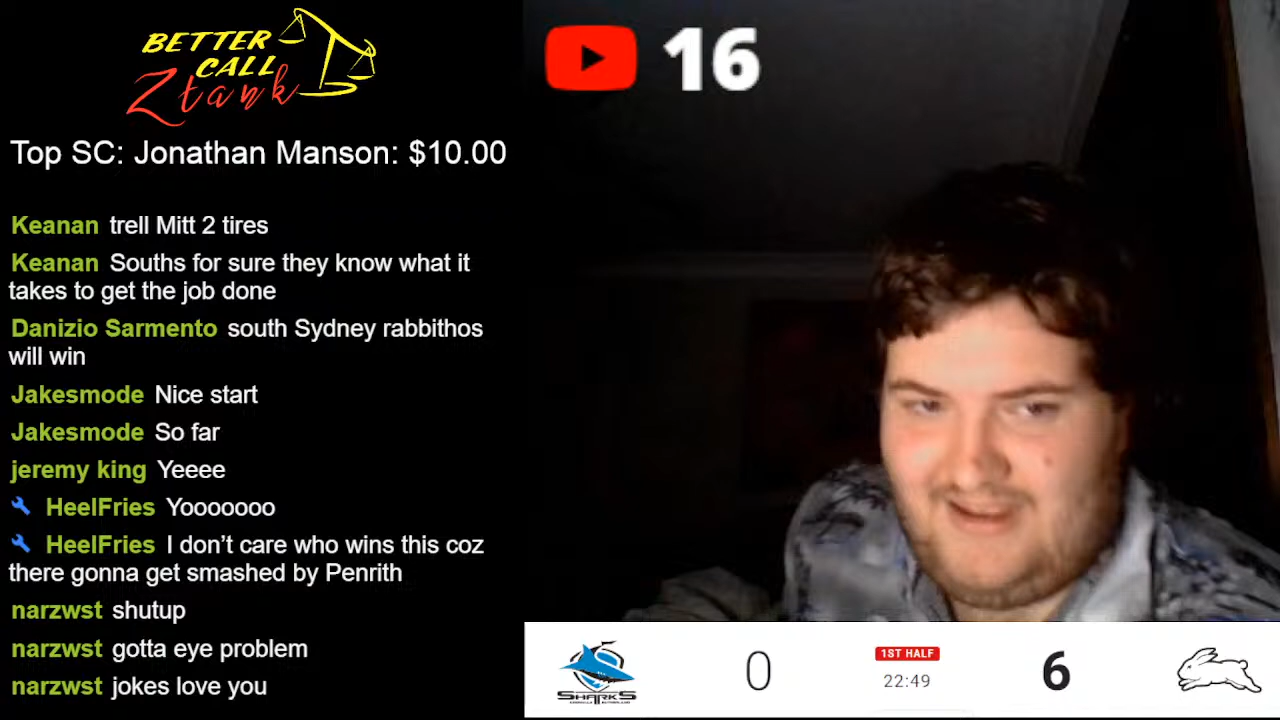 BETTER
CALL
Ztank
16
Top SC: Jonathan Manson: $10.00
Keanan trell Mitt 2 tires
Keanan Souths for sure they know what it
takes to get the job done
Danizio Sarmento south Sydney rabbithos
will win
Jakesmode Nice start
Jakesmode So far
jeremy king Yeeee
HeelFries Yooooooo
HeelFries I don't care who wins this coz
there gonna get smashed by Penrith
narzwst shutup
narzwst gotta eye problem
narzwst jokes love you
SHARKS
0
1ST HALF
22:49
6